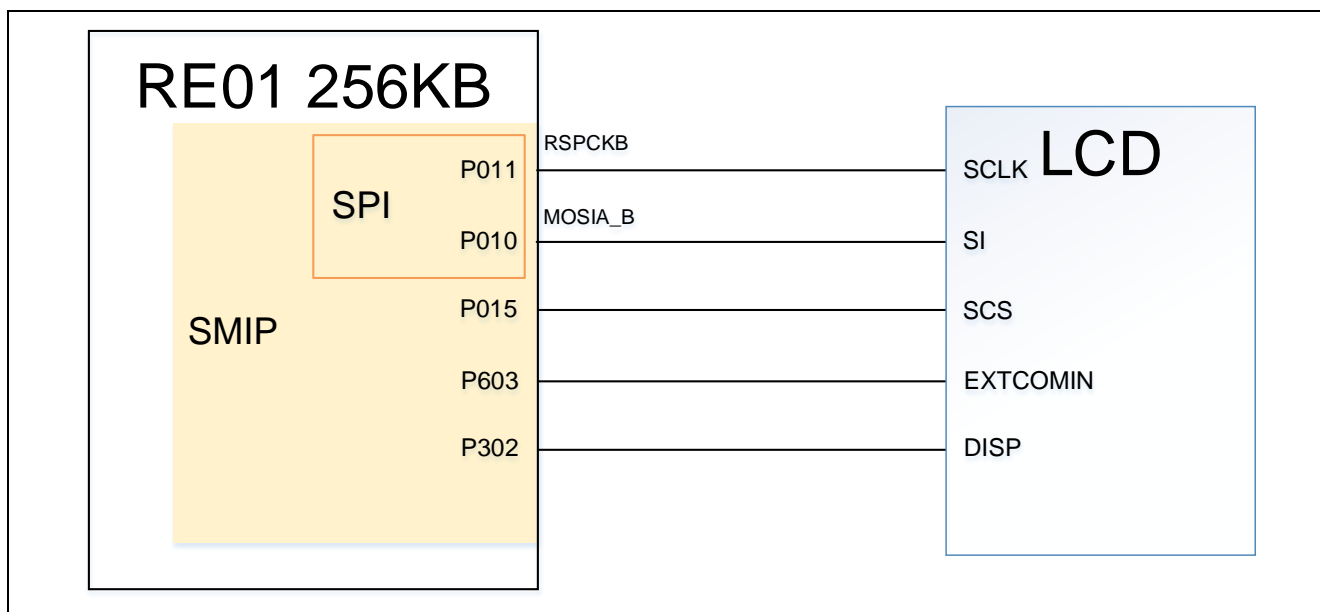 RE01 256KB
LCD
RSPCKB
P011
SCLK
SPI
MOSIA_B
P010
SI
P015
SCS
SMIP
P603
EXTCOMIN
P302
DISP